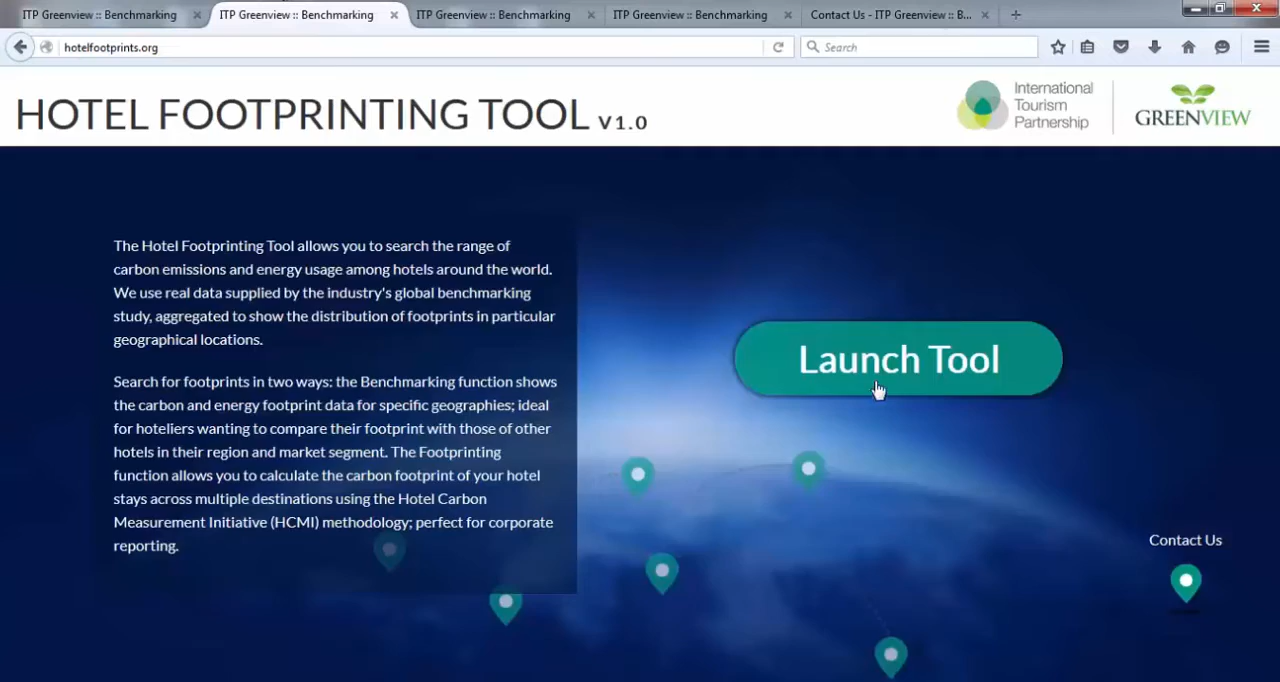 ITP Greenview :: Benchmarking
ITP Greenview :: Benchmarking
ITP Greenview :: Benchmarking
ITP Greenview :: Benchmarking
Contact Us - ITP Greenview :: B...
hotelfootprints.org
Search
HOTEL FOOTPRINTING TOOL V1.0
International
Tourism
Partnership
GREENVIEW
The Hotel Footprinting Tool allows you to search the range of
carbon emissions and energy usage among hotels around the world.
We use real data supplied by the industry's global benchmarking
study, aggregated to show the distribution of footprints in particular
geographical locations.
Search for footprints in two ways: the Benchmarking function shows
the carbon and energy footprint data for specific geographies; ideal
for hoteliers wanting to compare their footprint with those of other
hotels in their region and market segment. The Footprinting
function allows you to calculate the carbon footprint of your hotel
stays across multiple destinations using the Hotel Carbon
Measurement Initiative (HCMI) methodology; perfect for corporate
reporting.
Launch Tool
Contact Us